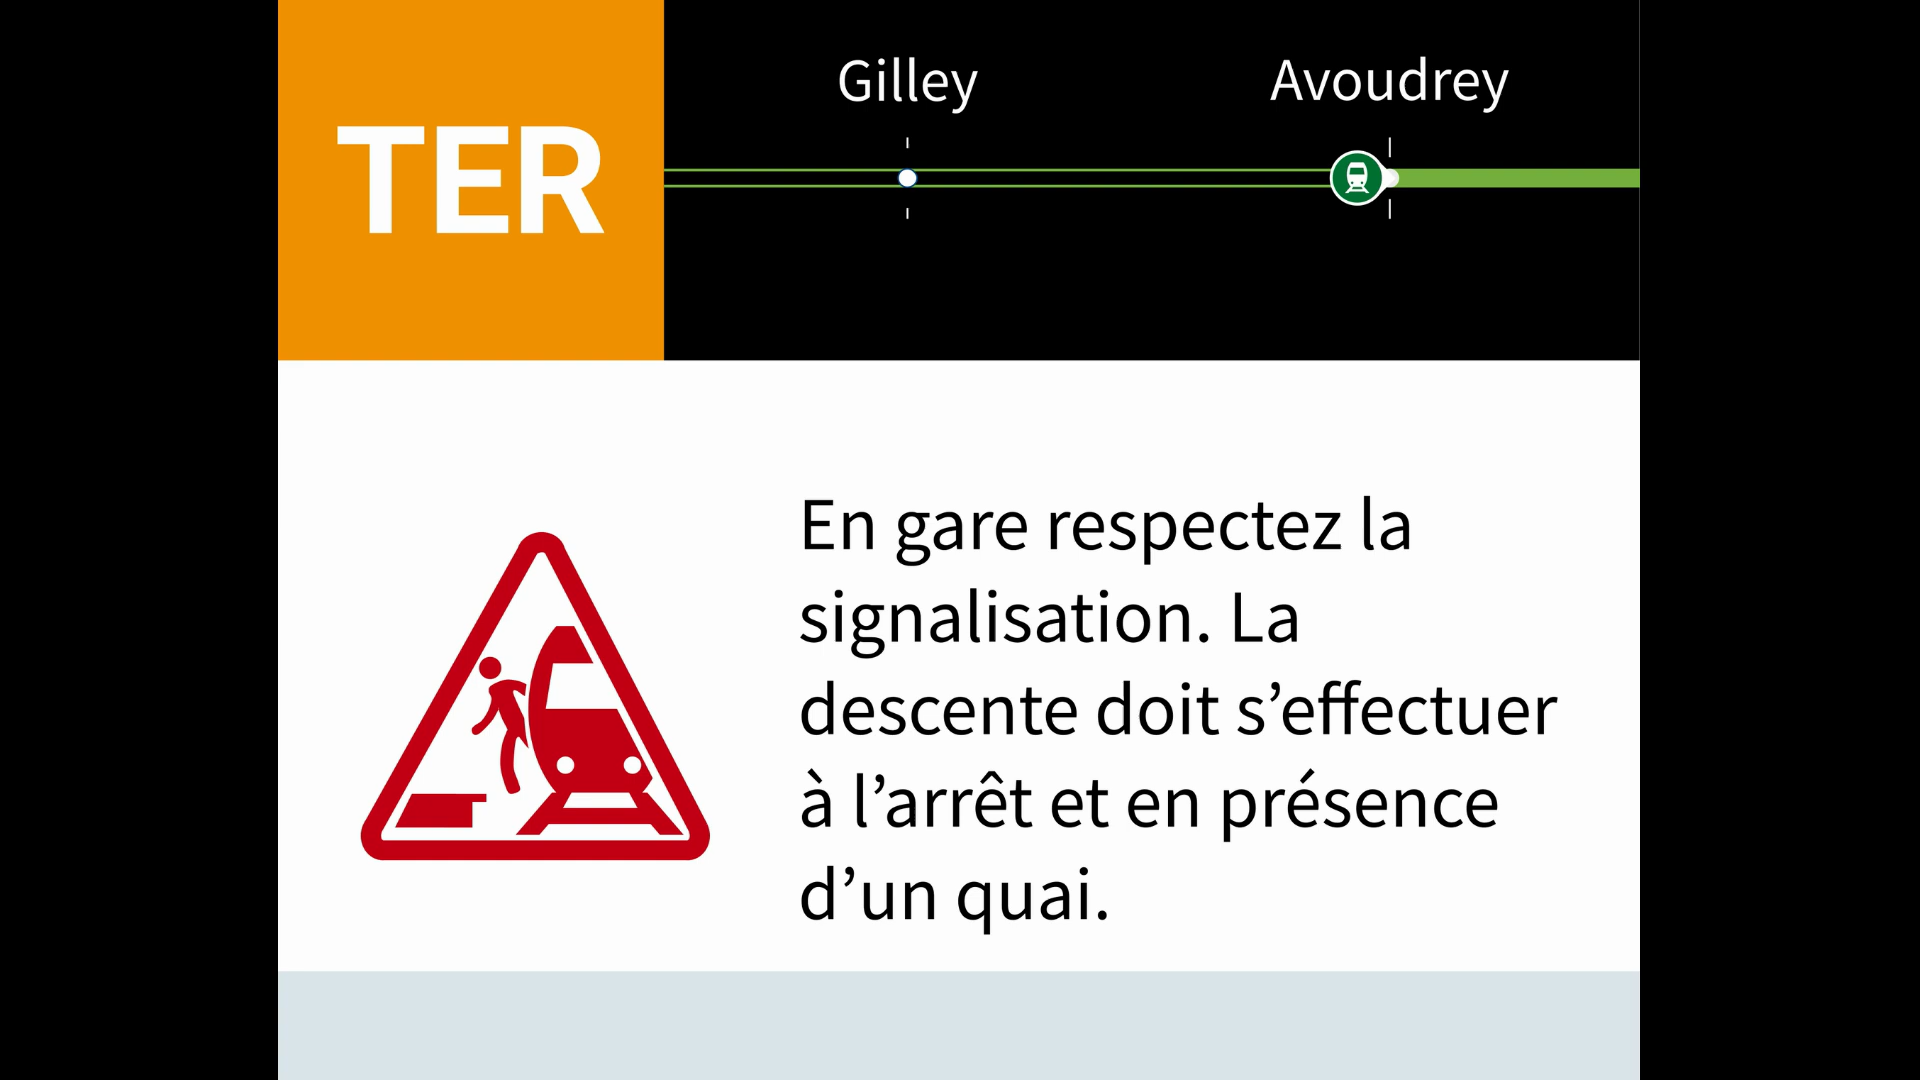 TER
Gilley
Avoudrey
En gare respectez la
signalisation. La
descente doit s’effectuer
à l’arrêt et en présence
d’un quai.